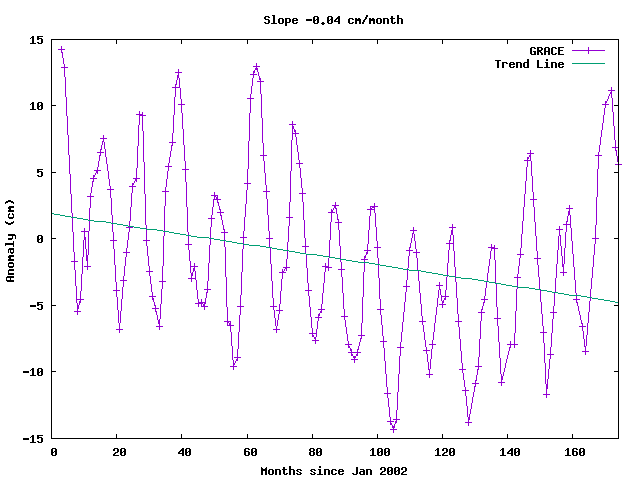 Slope -0.04 cm/month
GRACE
Trend Line
15
10
5
0
-5
-10
-15
Anomaly (cm)
0 20 40 60 80 100 120 140 160
Months since Jan 2002